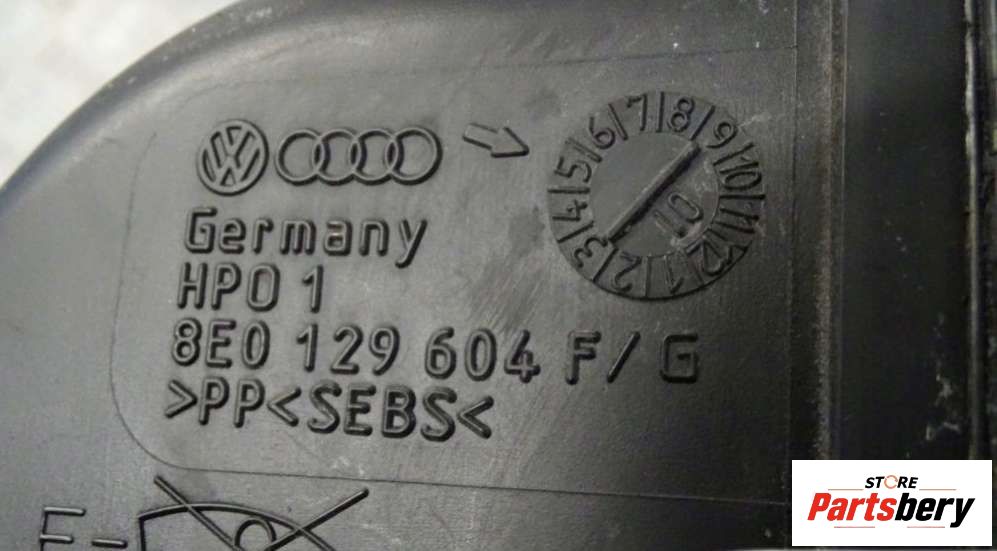 VW
5 6 7 8 9 10 11 12 1 2 3 4
10
Germany
HPO 1
8E0 129 604 F/G
>PP<SEBS<
STORE
Partsbery